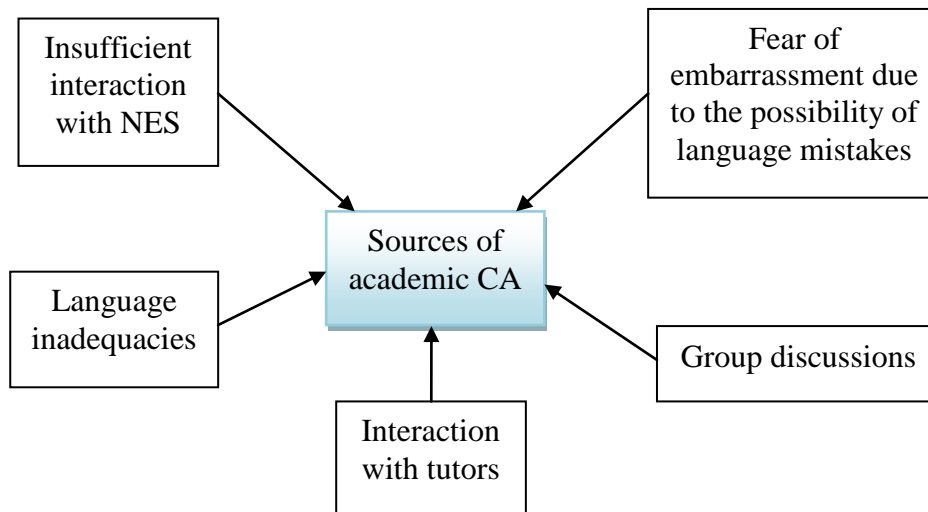 Insufficient
interaction
with NES
Fear of
embarrassment due
to the possibility of
language mistakes
Sources of
academic CA
Language
inadequacies
Group discussions
Interaction
with tutors